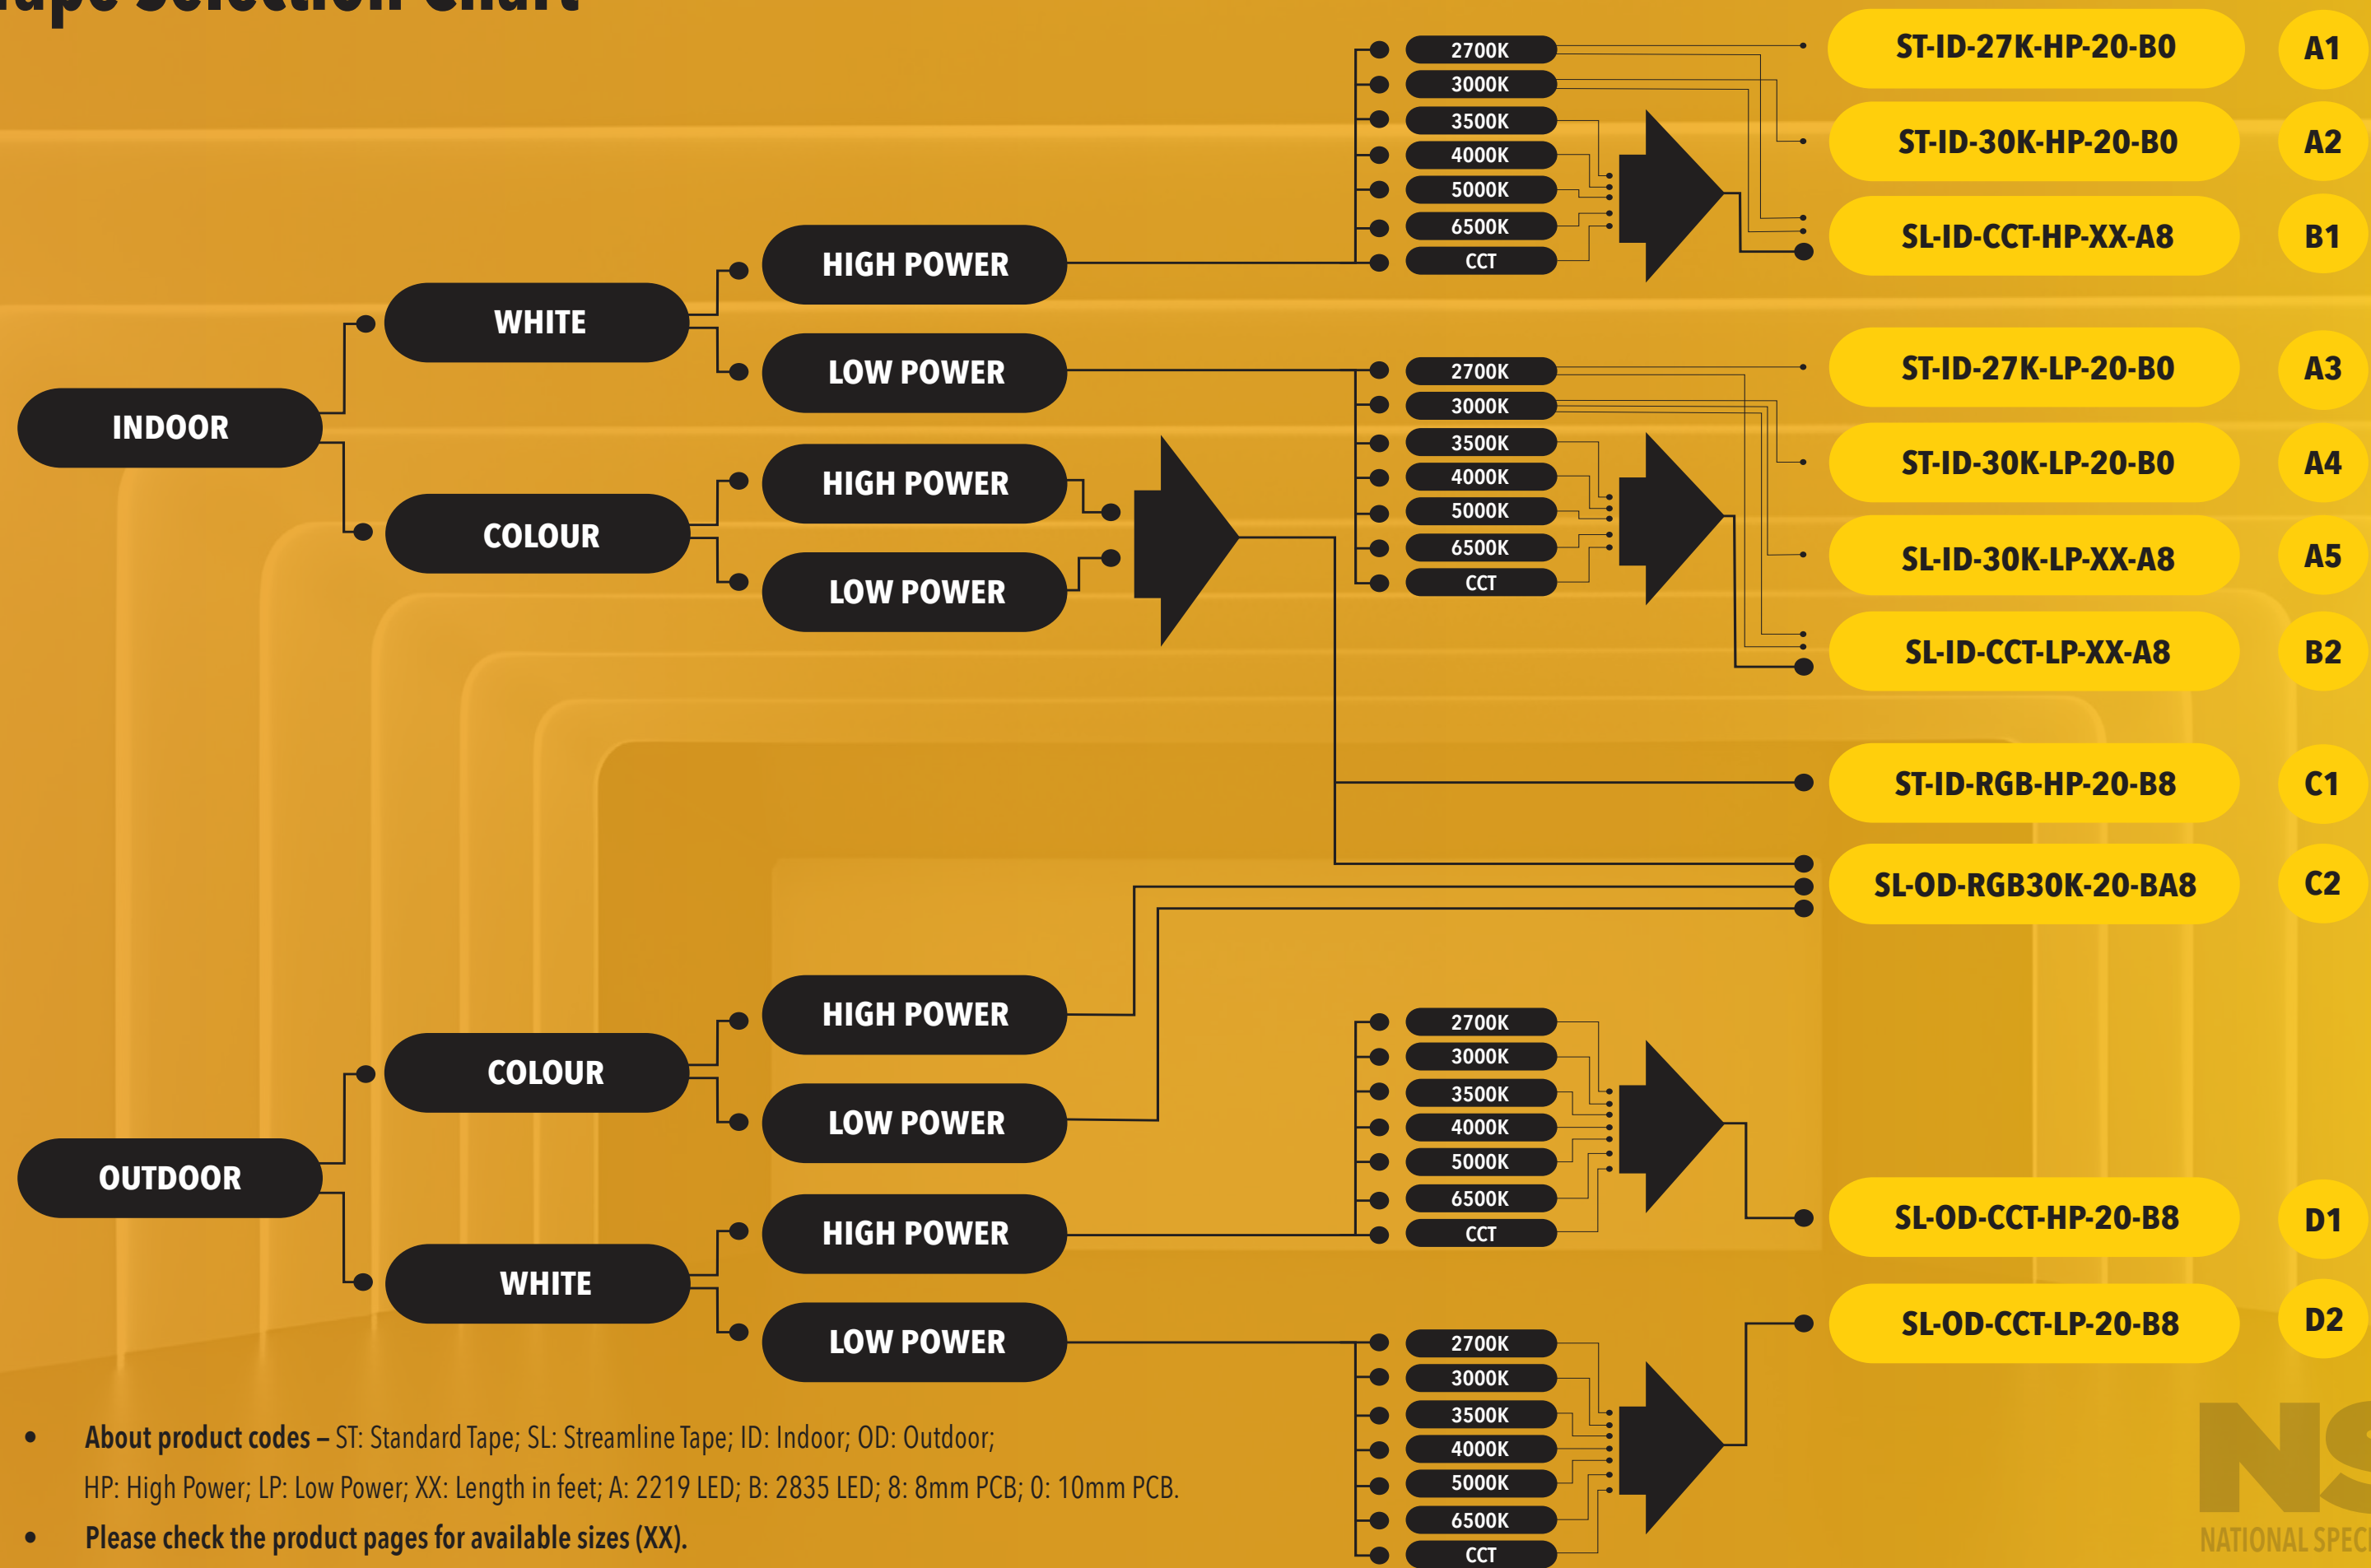 Tape Selection Chart
INDOOR
WHITE
HIGH POWER
LOW POWER
COLOUR
HIGH POWER
LOW POWER
2700K
3000K
3500K
4000K
5000K
6500K
CCT
2700K
3000K
3500K
4000K
5000K
6500K
CCT
ST-ID-27K-HP-20-B0 A1
ST-ID-30K-HP-20-B0 A2
SL-ID-CCT-HP-XX-A8 B1
ST-ID-27K-LP-20-B0 A3
ST-ID-30K-LP-20-B0 A4
SL-ID-30K-LP-XX-A8 A5
SL-ID-CCT-LP-XX-A8 B2
ST-ID-RGB-HP-20-B8 C1
SL-OD-RGB30K-20-BA8 C2
OUTDOOR
COLOUR
HIGH POWER
LOW POWER
WHITE
HIGH POWER
LOW POWER
2700K
3000K
3500K
4000K
5000K
6500K
CCT
2700K
3000K
3500K
4000K
5000K
6500K
CCT
SL-OD-CCT-HP-20-B8 D1
SL-OD-CCT-LP-20-B8 D2
• About product codes – ST: Standard Tape; SL: Streamline Tape; ID: Indoor; OD: Outdoor;
HP: High Power; LP: Low Power; XX: Length in feet; A: 2219 LED; B: 2835 LED; 8: 8mm PCB; 0: 10mm PCB.
• Please check the product pages for available sizes (XX).
NS
NATIONAL